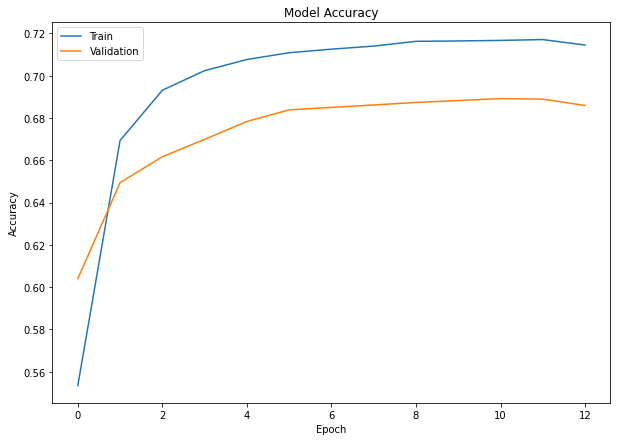 Model Accuracy
Train
Validation
0.72
0.70
0.68
0.66
0.64
0.62
0.60
0.58
0.56
Accuracy
0 2 4 6 8 10 12
Epoch